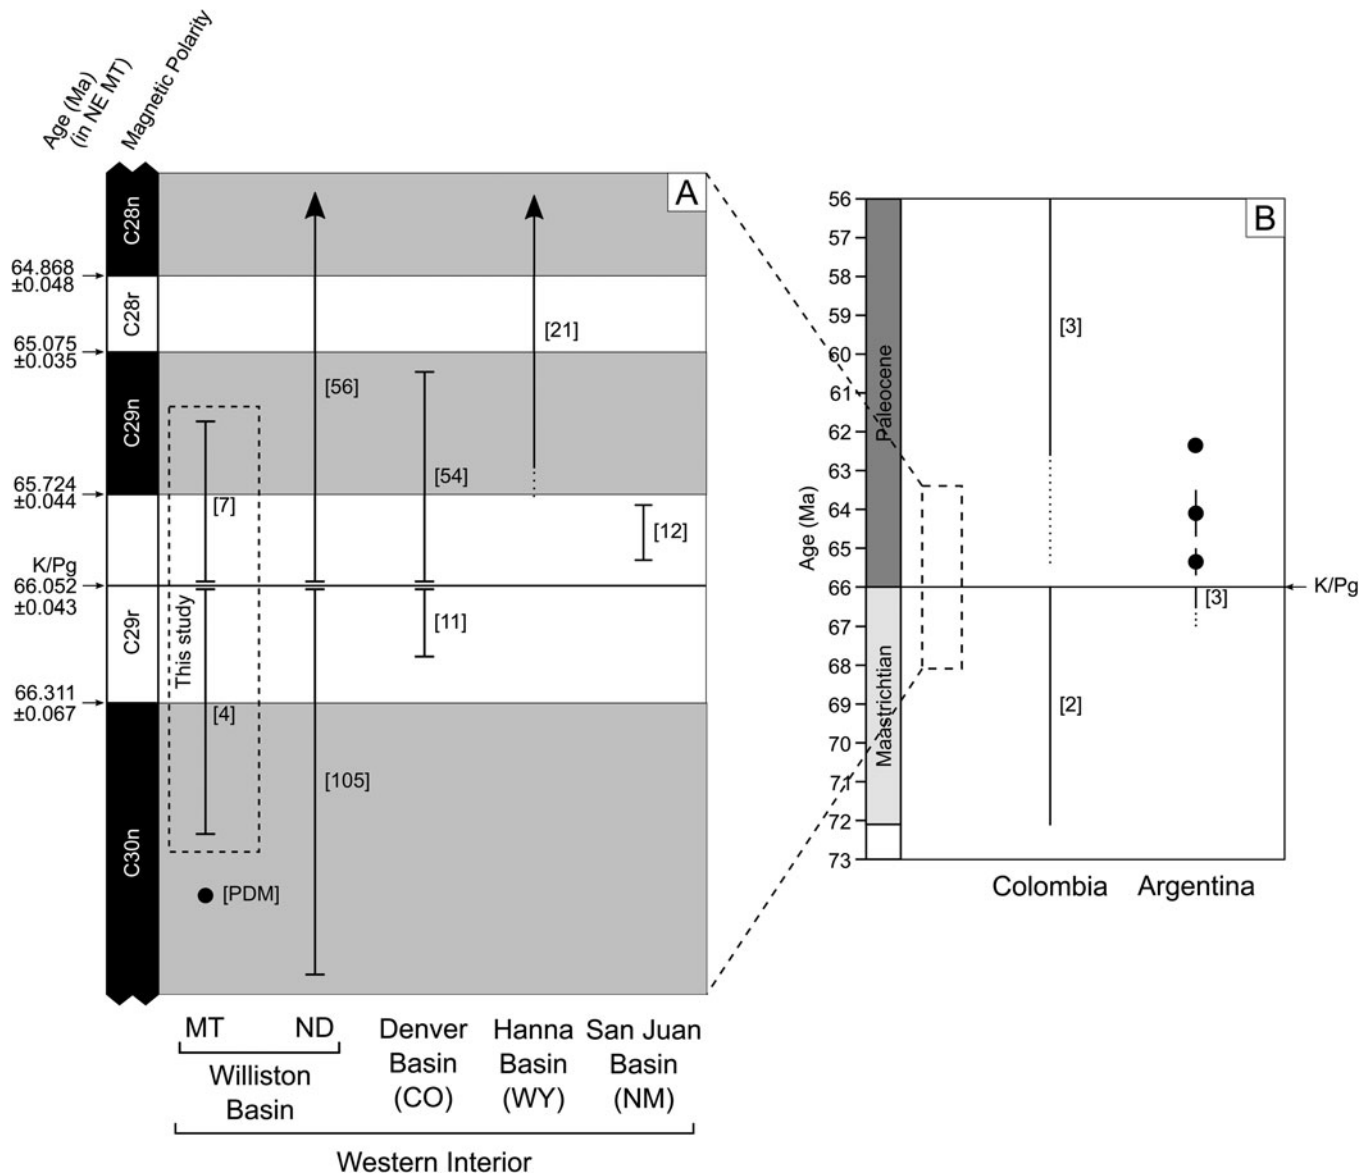 Age (Ma)
(in NE MT)
Magnetic Polarity
A
C28n
64.868
±0.048
C28r
65.075
±0.035
C29n
65.724
±0.044
K/Pg
66.052
±0.043
C29r
66.311
±0.067
C30n
[21]
[56]
[54]
[7]
[12]
This study
[11]
[4]
[105]
[PDM]
MT
ND
Denver
Basin
(CO)
Hanna
Basin
(WY)
San Juan
Basin
(NM)
Williston
Basin
Western Interior
B
Age (Ma)
56
57
58
59
60
61
62
63
64
65
66
67
68
69
70
71
72
73
Paleocene
Maastrichtian
[3]
K/Pg
[3]
[2]
Colombia
Argentina